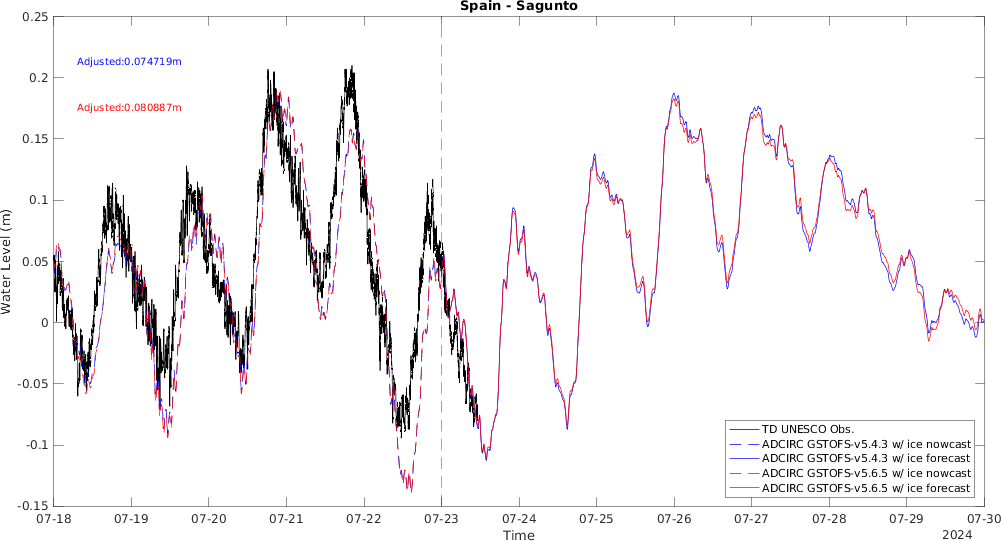 Spain - Sagunto
0.25
0.2
0.15
0.1
0.05
0
-0.05
-0.1
-0.15
Water Level (m)
Adjusted:0.074719m
Adjusted:0.080887m
TD UNESCO Obs.
ADCIRC GSTOFS-v5.4.3 w/ ice nowcast
ADCIRC GSTOFS-v5.4.3 w/ ice forecast
ADCIRC GSTOFS-v5.6.5 w/ ice nowcast
ADCIRC GSTOFS-v5.6.5 w/ ice forecast
07-18 07-19 07-20 07-21 07-22 07-23 07-24 07-25 07-26 07-27 07-28 07-29 07-30
Time
2024